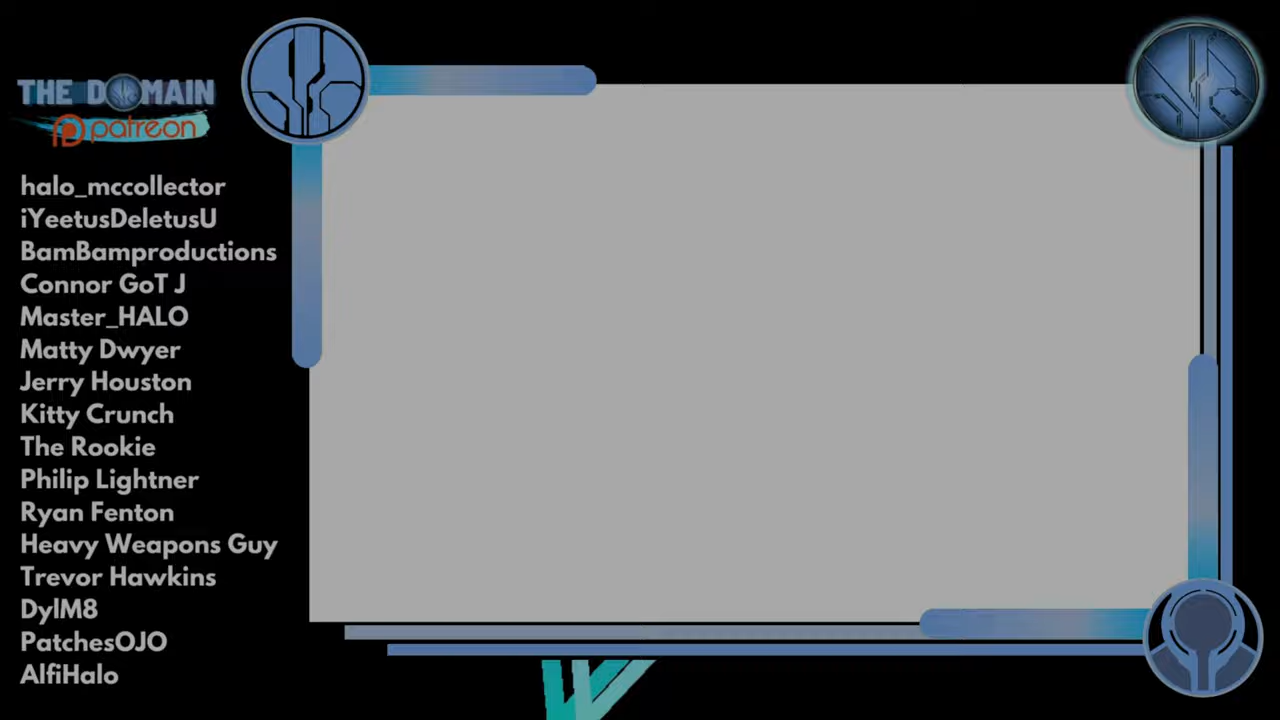 THE DOMAIN
patreon
halo_mccollector
iYeetusDeletusU
BamBamproductions
Connor GoT J
Master_HALO
Matty Dwyer
Jerry Houston
Kitty Crunch
The Rookie
Philip Lightner
Ryan Fenton
Heavy Weapons Guy
Trevor Hawkins
DylM8
PatchesOJO
AlfiHalo